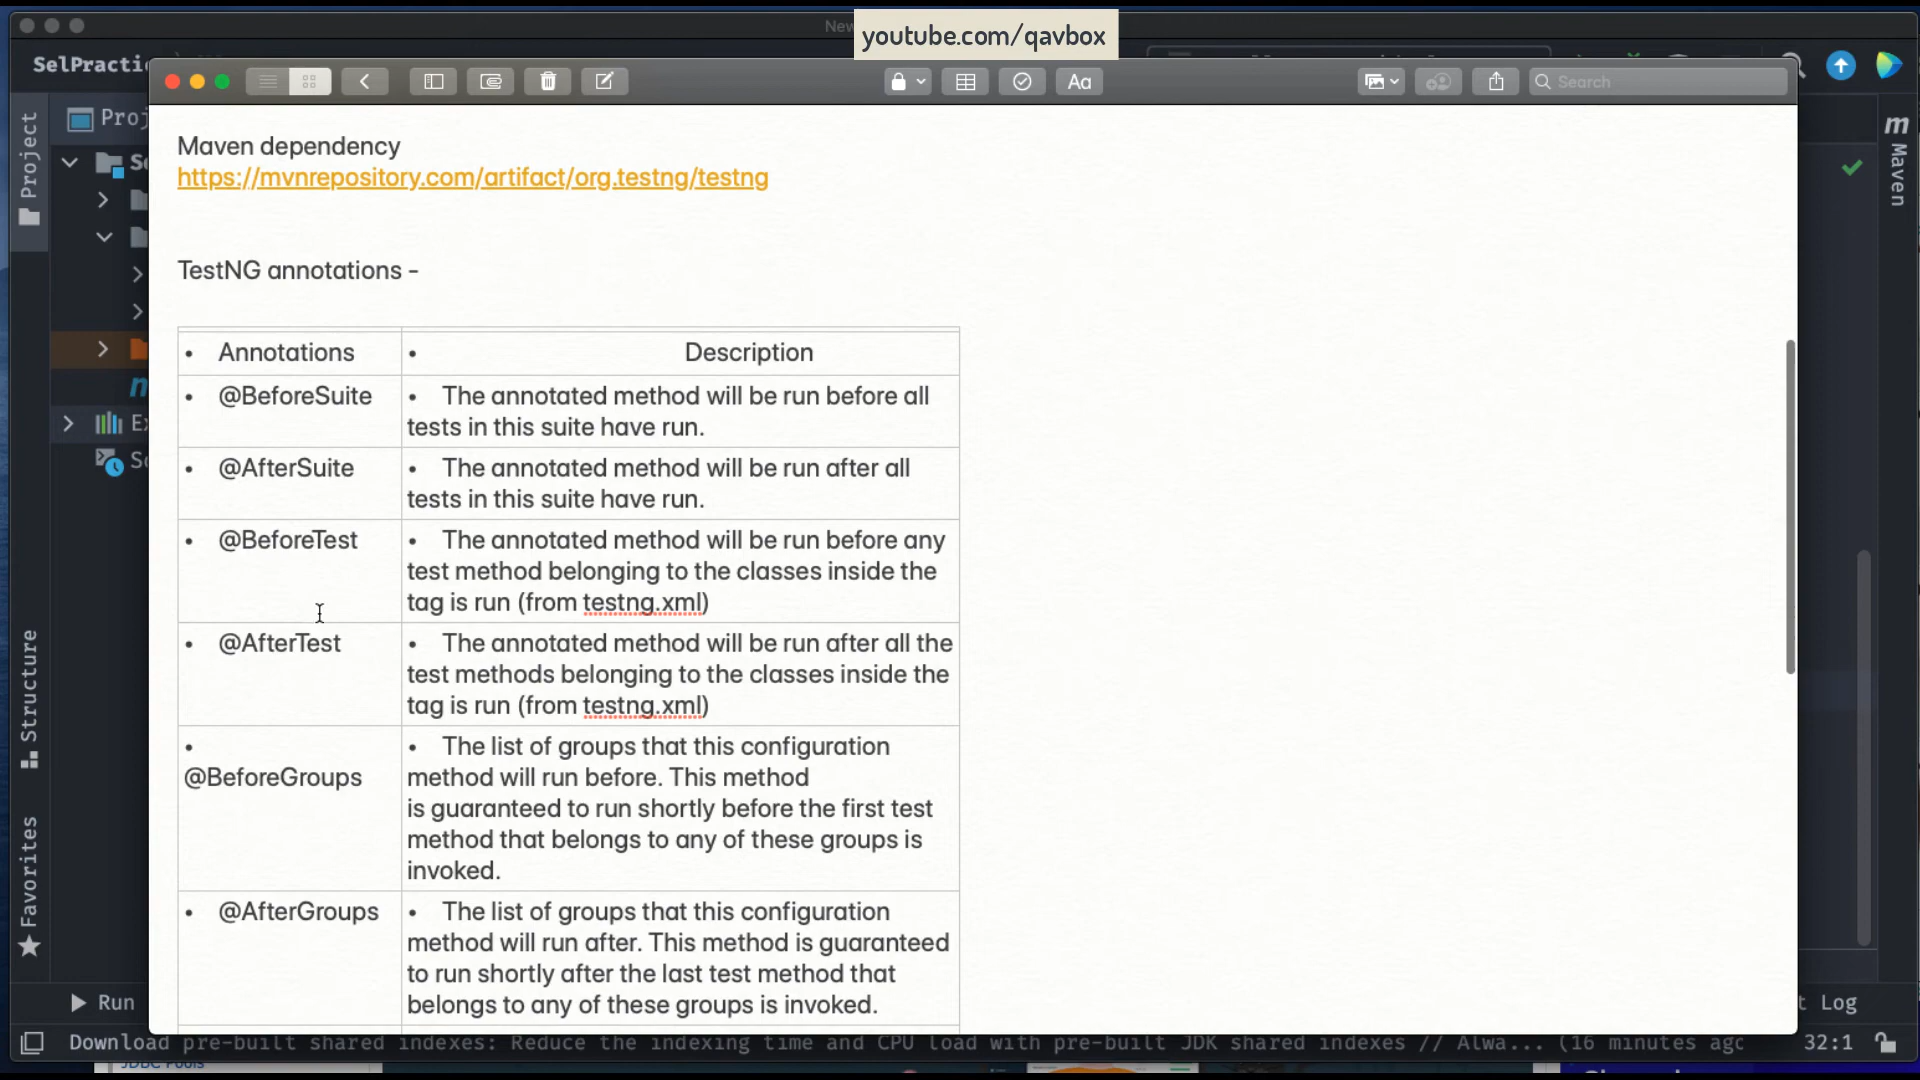 New
youtube.com/qavbox
SelPractic
Search
Project
Proj
Maven
Maven dependency
https://mvnrepository.com/artifact/org.testng/testng
TestNG annotations -
• Annotations
• Description
• @BeforeSuite
• The annotated method will be run before all
tests in this suite have run.
• @AfterSuite
• The annotated method will be run after all
tests in this suite have run.
• @BeforeTest
• The annotated method will be run before any
test method belonging to the classes inside the
tag is run (from testng.xml)
• @AfterTest
• The annotated method will be run after all the
test methods belonging to the classes inside the
tag is run (from testng.xml)
•
@BeforeGroups
• The list of groups that this configuration
method will run before. This method
is guaranteed to run shortly before the first test
method that belongs to any of these groups is
invoked.
• @AfterGroups
• The list of groups that this configuration
method will run after. This method is guaranteed
to run shortly after the last test method that
belongs to any of these groups is invoked.
Structure
Favorites
Run
t Log
Download pre-built shared indexes: Reduce the indexing time and CPU load with pre-built JDK shared indexes // Alwa... (16 minutes ago
32:1
JDBC Pools